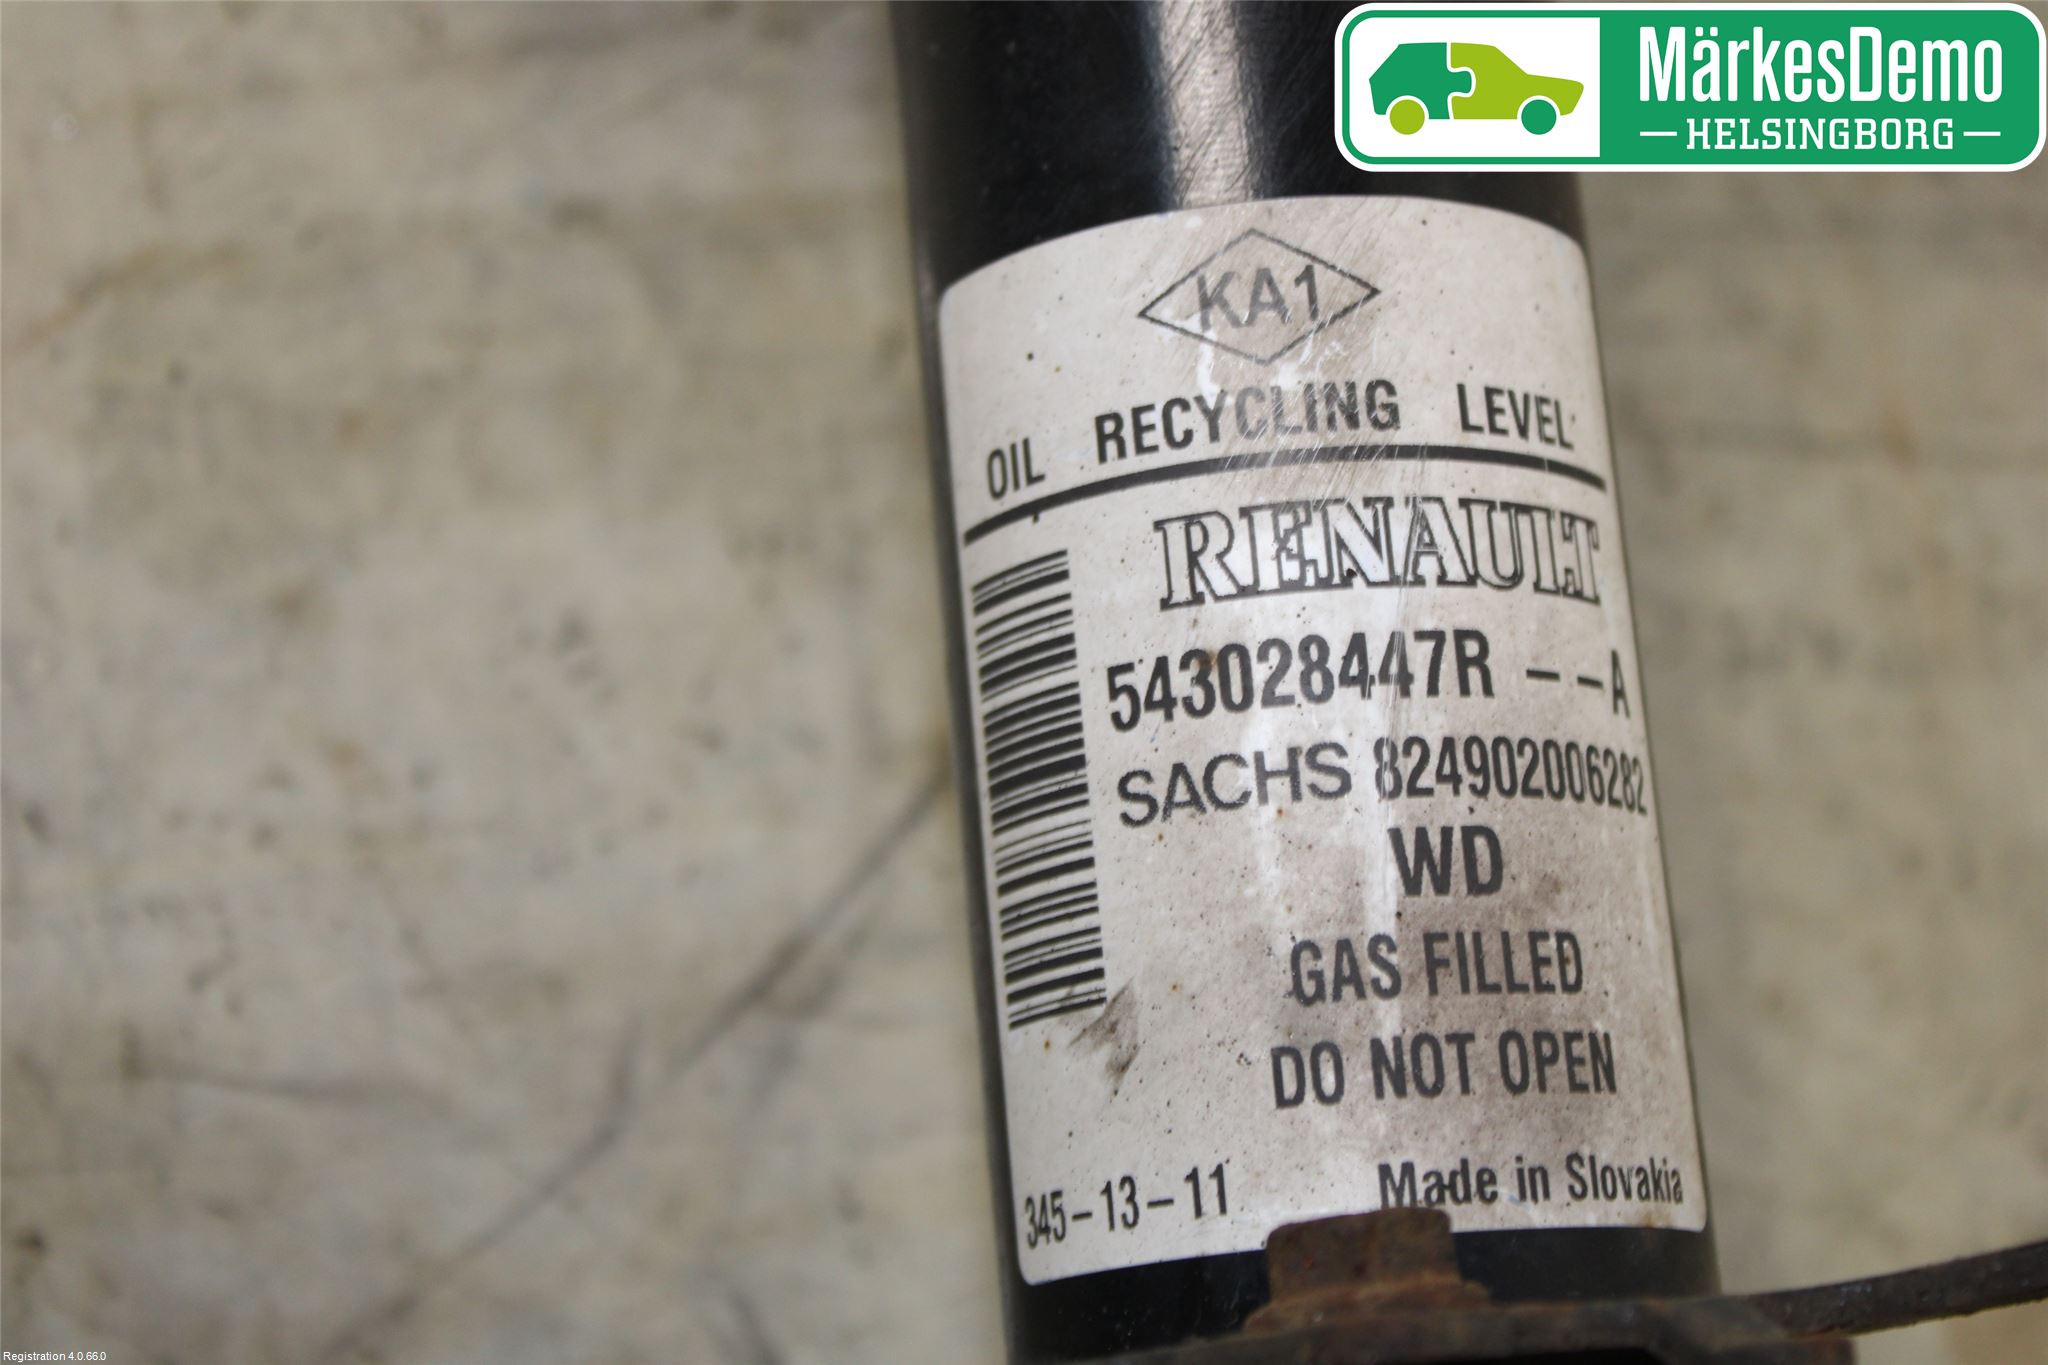 MärkesDemo
HELSINGBORG
KA1
OIL RECYCLING LEVEL
RENAULT
543028447R --A
SACHS 824902006282
WD
GAS FILLED
DO NOT OPEN
345-13-11 Made in Slovakia
Registration 4.0.66.0